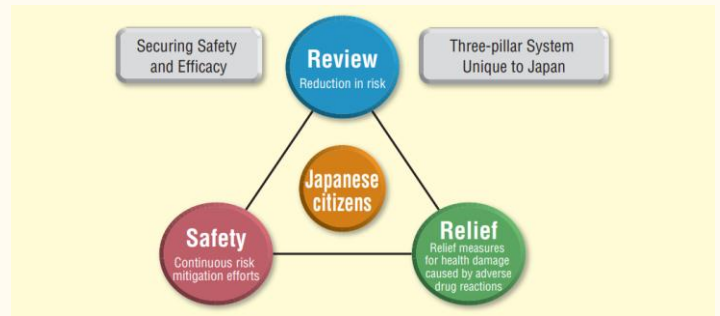 Securing Safety
and Efficacy
Review
Reduction in risk
Three-pillar System
Unique to Japan
Japanese
citizens
Safety
Continuous risk
mitigation efforts
Relief
Relief measures
for health damage
caused by adverse
drug reactions